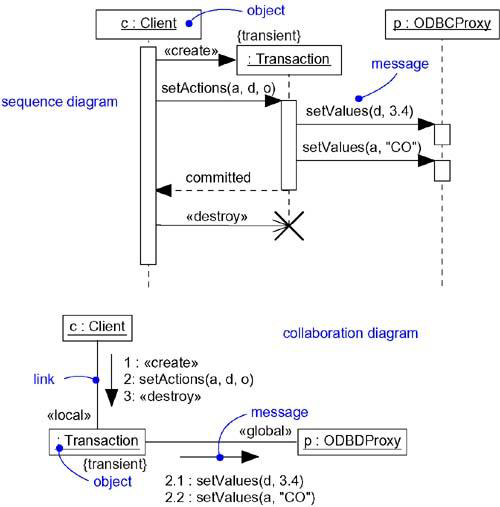 object
c : Client
p : ODBCProxy
{transient}
«create»
: Transaction
message
sequence diagram
setActions(a, d, o)
setValues(d, 3.4)
setValues(a, "CO")
committed
«destroy»
c : Client
collaboration diagram
link
1 : «create»
2: setActions(a, d, o)
3: «destroy»
«local»
message
«global»
: Transaction
p : ODBDProxy
{transient}
object
2.1 : setValues(d, 3.4)
2.2 : setValues(a, "CO")